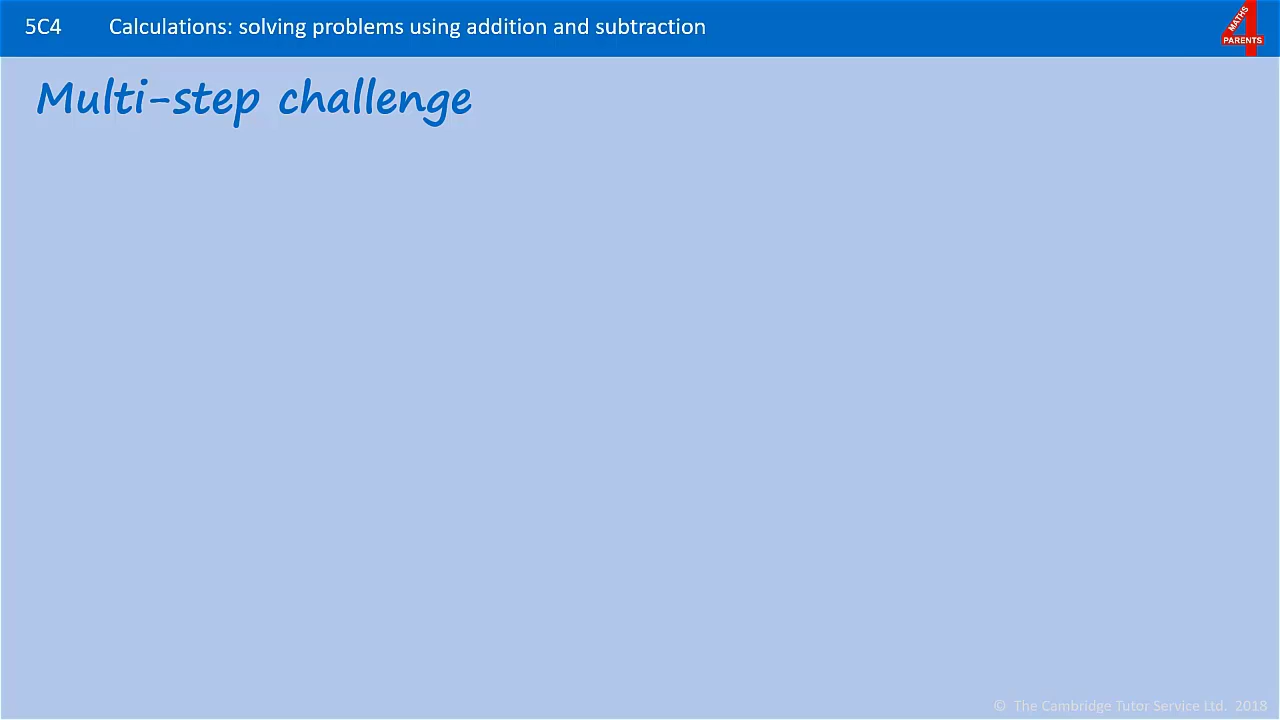 5C4 Calculations: solving problems using addition and subtraction
MATHS
4
PARENTS
Multi-step challenge
© The Cambridge Tutor Service Ltd. 2018